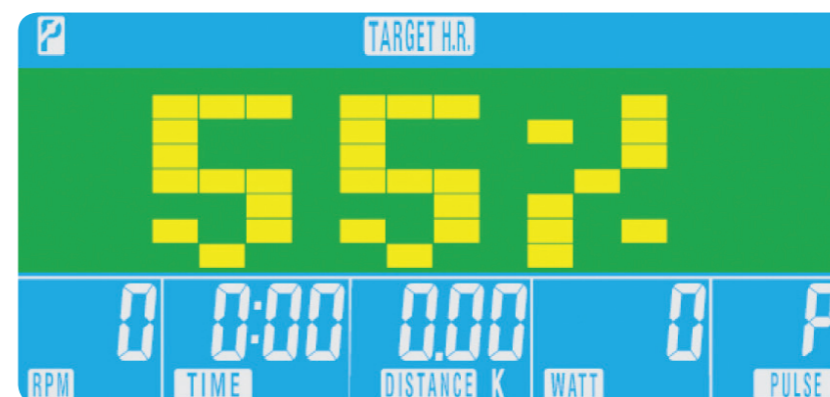 P TARGET H.R.
55%
0 0:00 0.00 0 P
RPM TIME DISTANCE K WATT PULSE